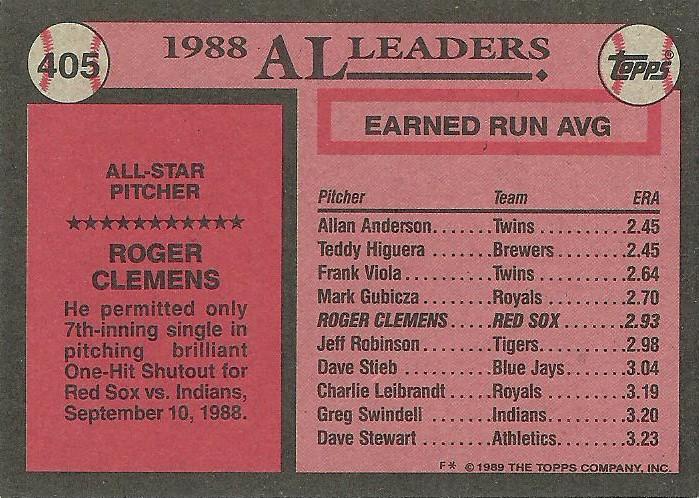 405
1988 AL LEADERS
Topps®
ALL-STAR
PITCHER
★★★★★★★★★★★
ROGER
CLEMENS
He permitted only
7th-inning single in
pitching brilliant
One-Hit Shutout for
Red Sox vs. Indians,
September 10, 1988.
EARNED RUN AVG
Pitcher Team ERA
Allan Anderson.......Twins...........2.45
Teddy Higuera.......Brewers.......2.45
Frank Viola...........Twins...........2.64
Mark Gubicza.......Royals.........2.70
ROGER CLEMENS.....RED SOX.......2.93
Jeff Robinson.......Tigers..........2.98
Dave Stieb...........Blue Jays.....3.04
Charlie Leibrandt....Royals.........3.19
Greg Swindell.......Indians........3.20
Dave Stewart........Athletics......3.23
F* ©1989 THE TOPPS COMPANY, INC.